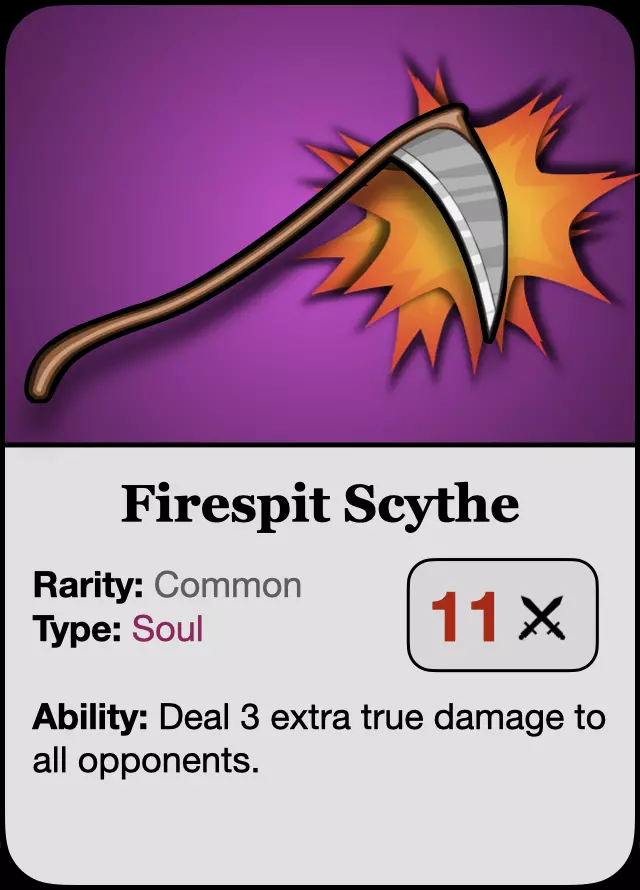 Firespit Scythe
Rarity: Common
Type: Soul
11
Ability: Deal 3 extra true damage to
all opponents.